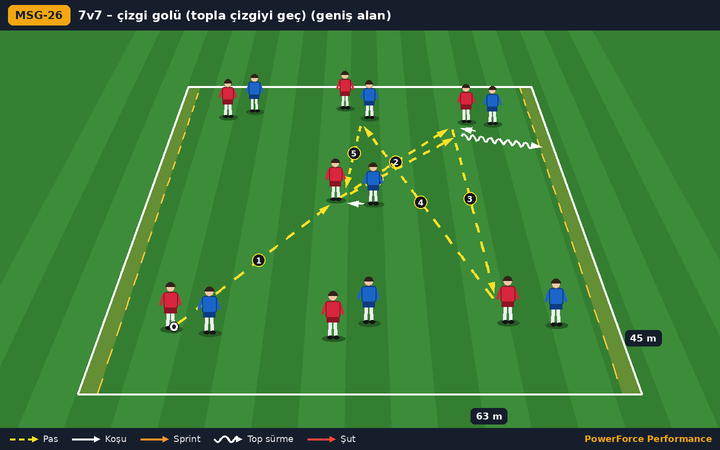 MSG-26 7v7 – çizgi golü (topla çizgiyi geç) (geniş alan)
5
2
3
4
1
45 m
63 m
Pas Koşu Sprint Top sürme Şut PowerForce Performance